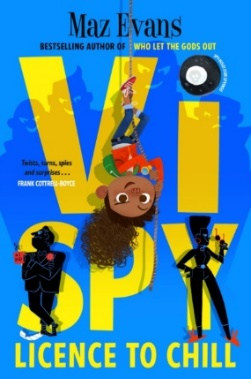 Maz Evans
BESTSELLING AUTHOR OF WHO LET THE GODS OUT
Vi
Twists, turns, spies
and surprises...
FRANK COTTRELL-BOYCE
SPY
LICENCE TO CHILL